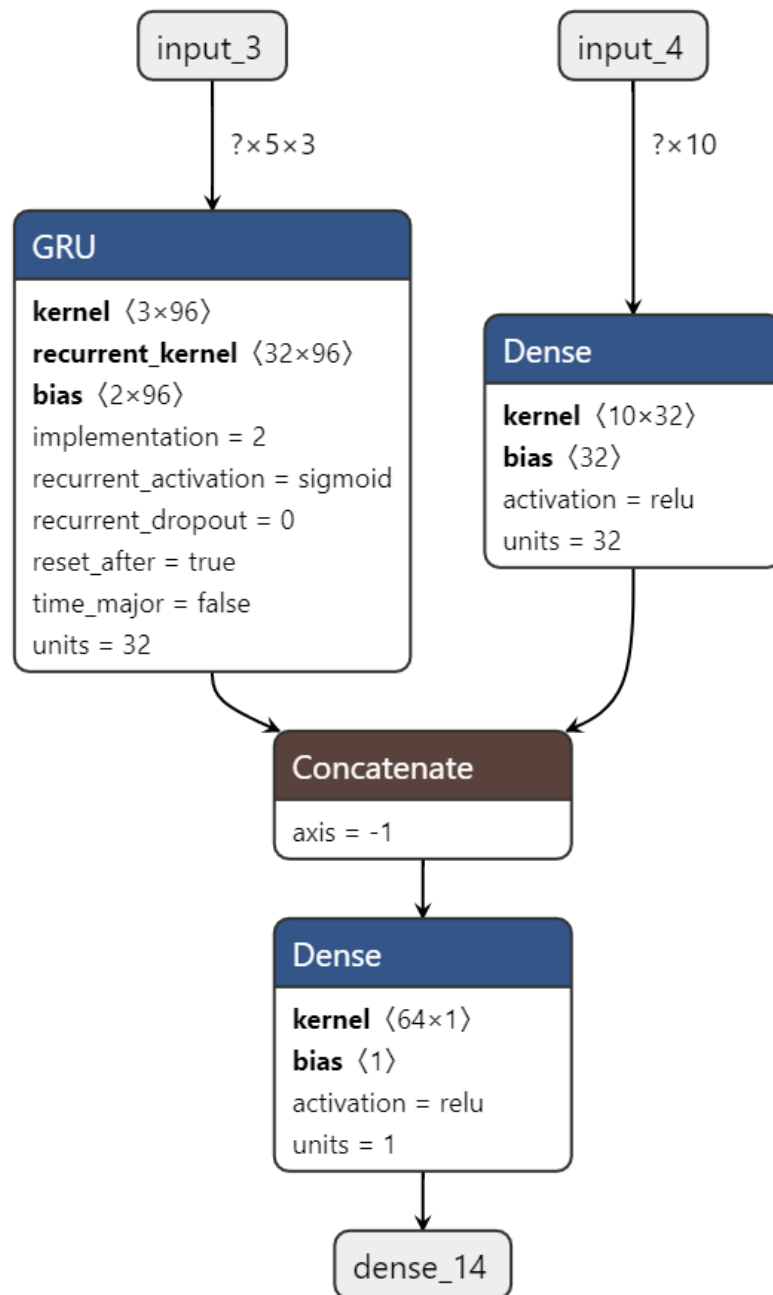 input_3
input_4
?×5×3
?×10
GRU
kernel 〈3×96〉
recurrent_kernel 〈32×96〉
bias 〈2×96〉
implementation = 2
recurrent_activation = sigmoid
recurrent_dropout = 0
reset_after = true
time_major = false
units = 32
Dense
kernel 〈10×32〉
bias 〈32〉
activation = relu
units = 32
Concatenate
axis = -1
Dense
kernel 〈64×1〉
bias 〈1〉
activation = relu
units = 1
dense_14